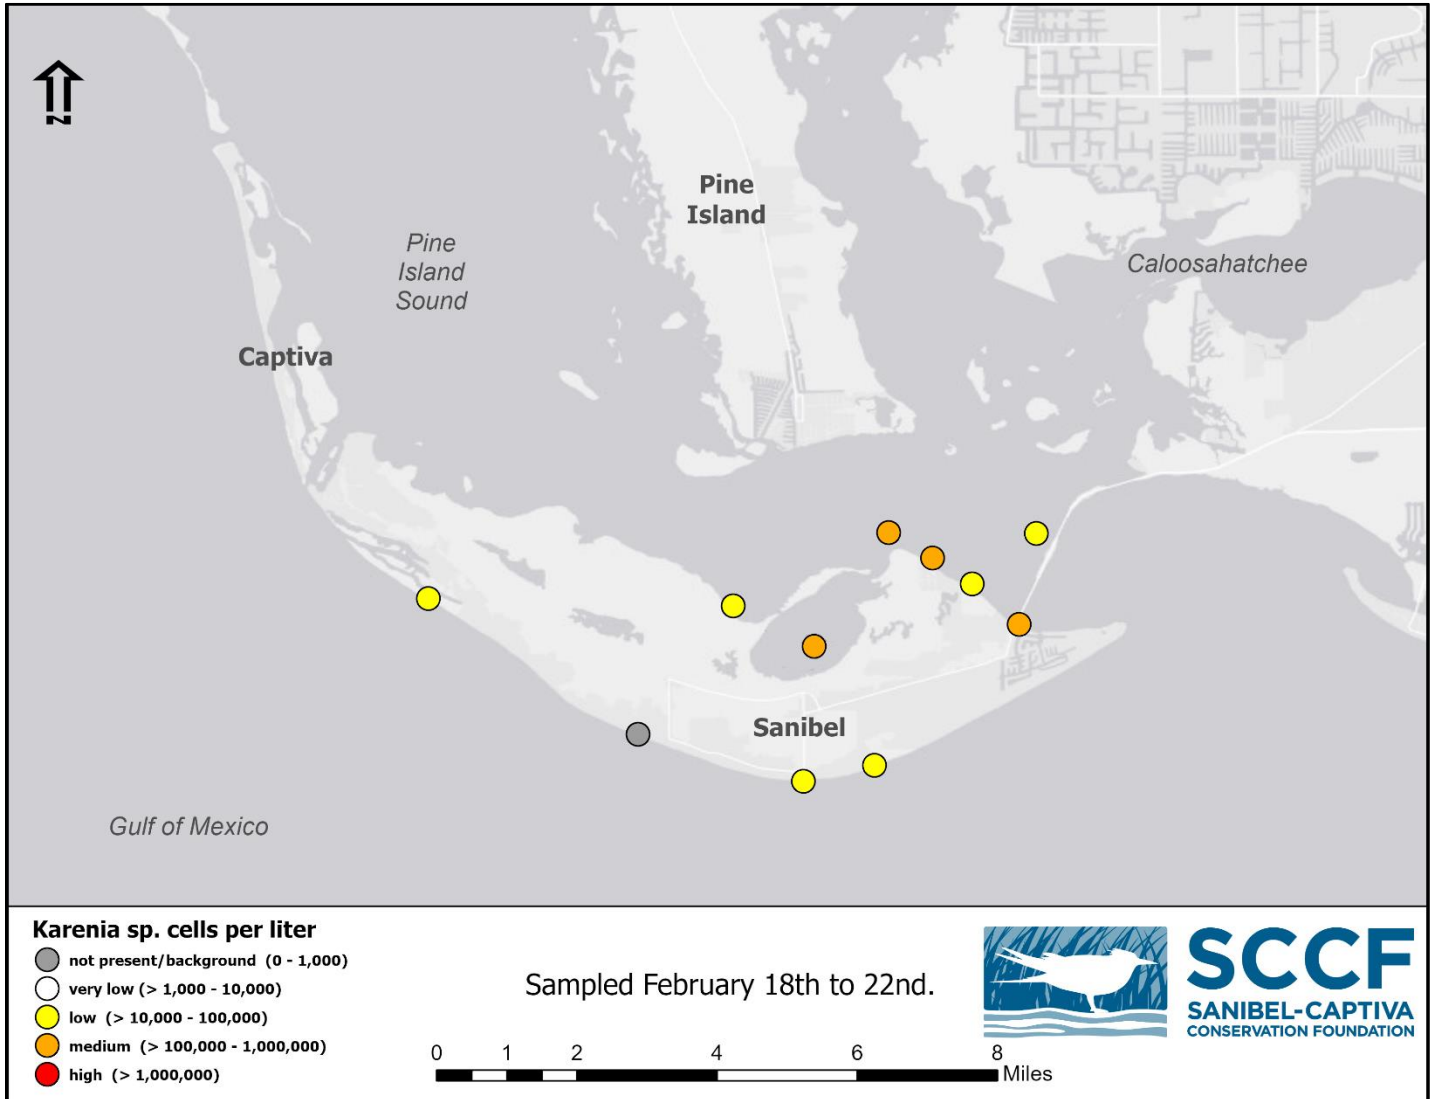 N
Pine
Island
Pine
Island
Sound
Caloosahatchee
Captiva
Sanibel
Gulf of Mexico
Karenia sp. cells per liter
not present/background (0 - 1,000)
very low (> 1,000 - 10,000)
low (> 10,000 - 100,000)
medium (> 100,000 - 1,000,000)
high (> 1,000,000)
Sampled February 18th to 22nd.
0 1 2 4 6 8
Miles
SCCF
SANIBEL-CAPTIVA
CONSERVATION FOUNDATION